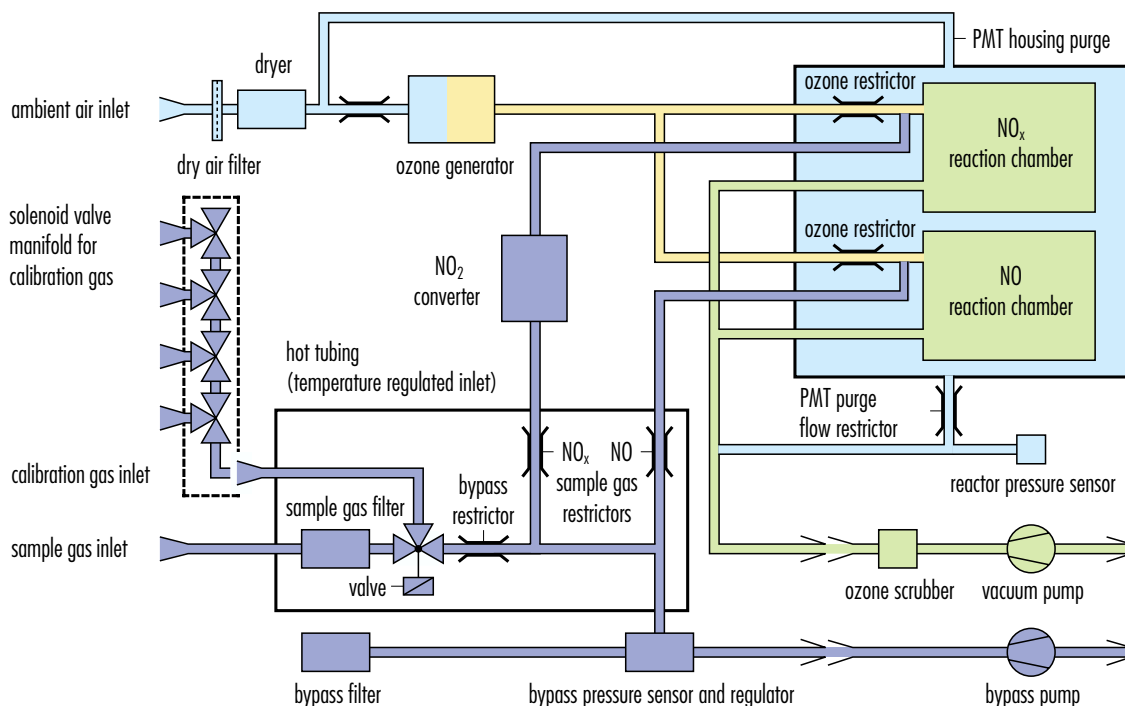 PMT housing purge
dryer
ozone restrictor
ambient air inlet
NOx
reaction chamber
dry air filter
ozone generator
solenoid valve
manifold for
calibration gas
ozone restrictor
NO2
converter
NO
reaction chamber
hot tubing
(temperature regulated inlet)
PMT purge
flow restrictor
NOx
NO
sample gas
restrictors
calibration gas inlet
bypass
restrictor
reactor pressure sensor
sample gas filter
sample gas inlet
valve
ozone scrubber
vacuum pump
bypass filter
bypass pressure sensor and regulator
bypass pump